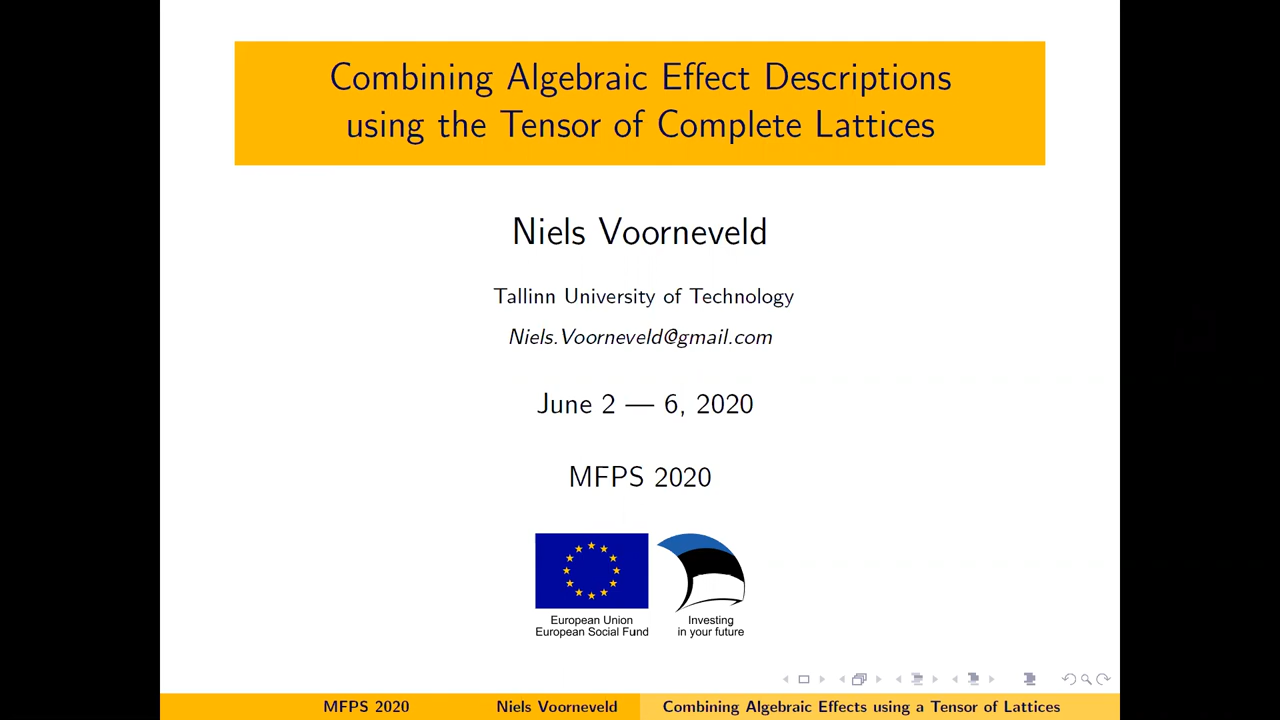 Combining Algebraic Effect Descriptions
using the Tensor of Complete Lattices
Niels Voorneveld
Tallinn University of Technology
Niels.Voorneveld@gmail.com
June 2 — 6, 2020
MFPS 2020
European Union
European Social Fund
Investing
in your future
MFPS 2020 Niels Voorneveld Combining Algebraic Effects using a Tensor of Lattices